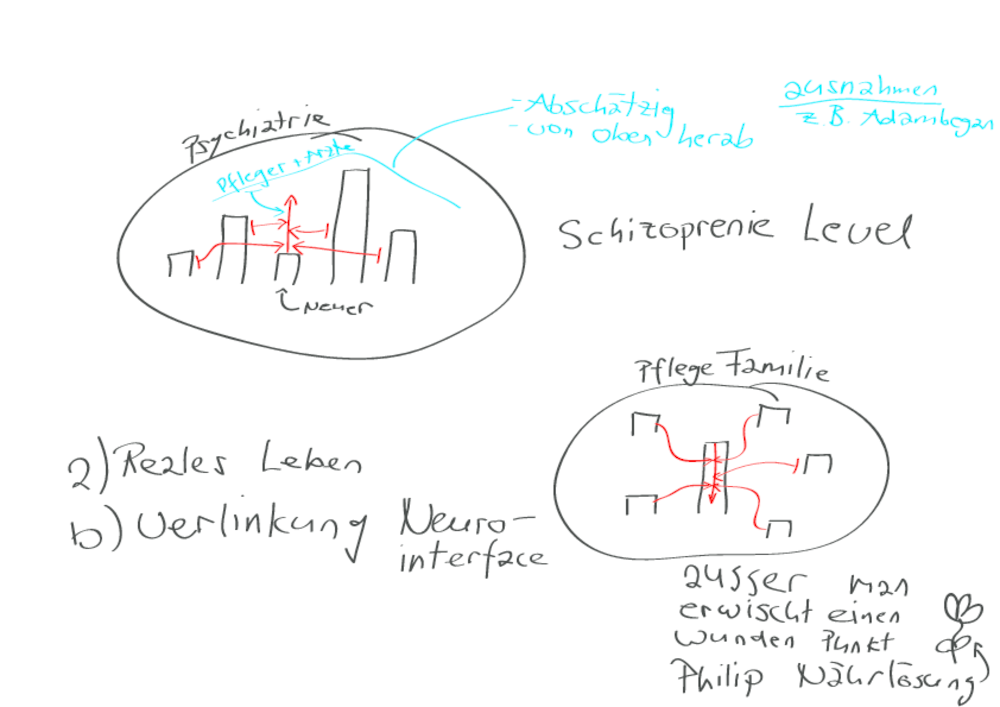 Psychiatrie
Pfleger + Ärzte
- Abschätzig
- von oben herab
ausnahmen
z.B. Adambegan
Schizoprenie Level
Neuer
Pflege Familie
a) Reales Leben
b) Verlinkung Neuro-
interface
ausser man
erwischt einen
wunden Punkt
Philip Nährlösung